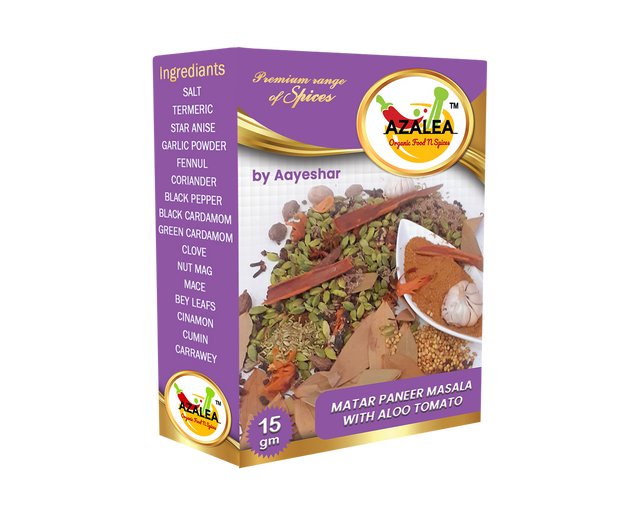 Ingrediants
SALT
TERMERIC
STAR ANISE
GARLIC POWDER
FENNUL
CORIANDER
BLACK PEPPER
BLACK CARDAMOM
GREEN CARDAMOM
CLOVE
NUT MAG
MACE
BEY LEAFS
CINAMON
CUMIN
CARRAWEY
AZALEA
Organic Food N Spices
Premium range
of Spices
AZALEA™
Organic Food N Spices
by Aayeshar
15
gm
MATAR PANEER MASALA
WITH ALOO TOMATO